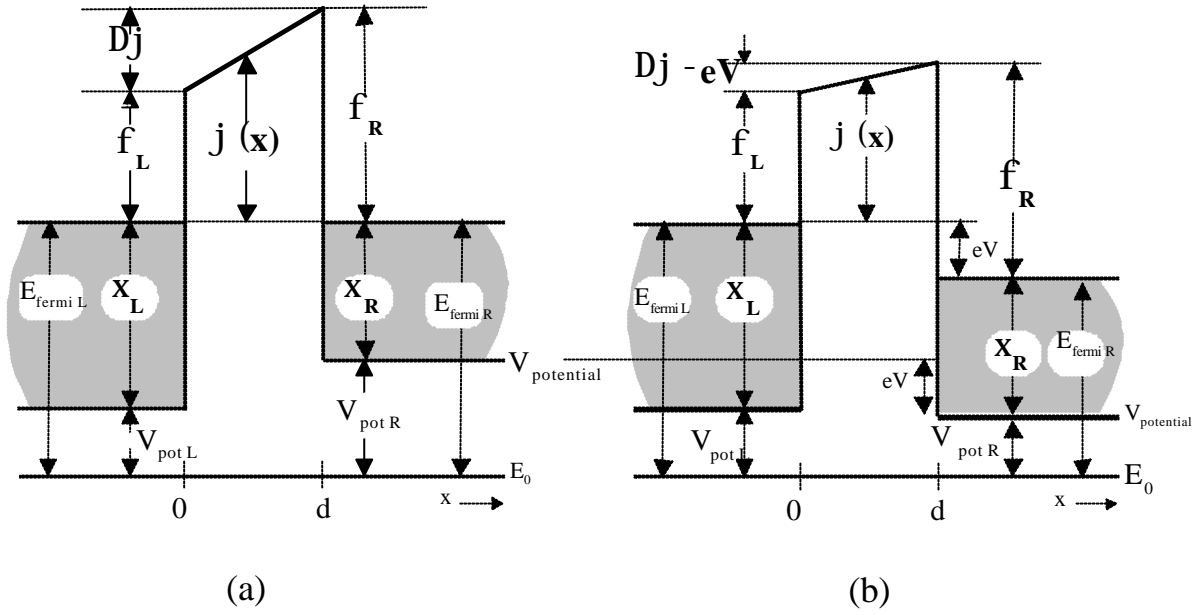 Dj
f L
j (x)
f R
E fermi L
X L
X R
E fermi R
V potential
V pot L
V pot R
E 0
x
0
d
(a)
Dj - eV
f L
j (x)
f R
eV
E fermi L
X L
X R
E fermi R
eV
V potential
V pot L
V pot R
E 0
x
0
d
(b)